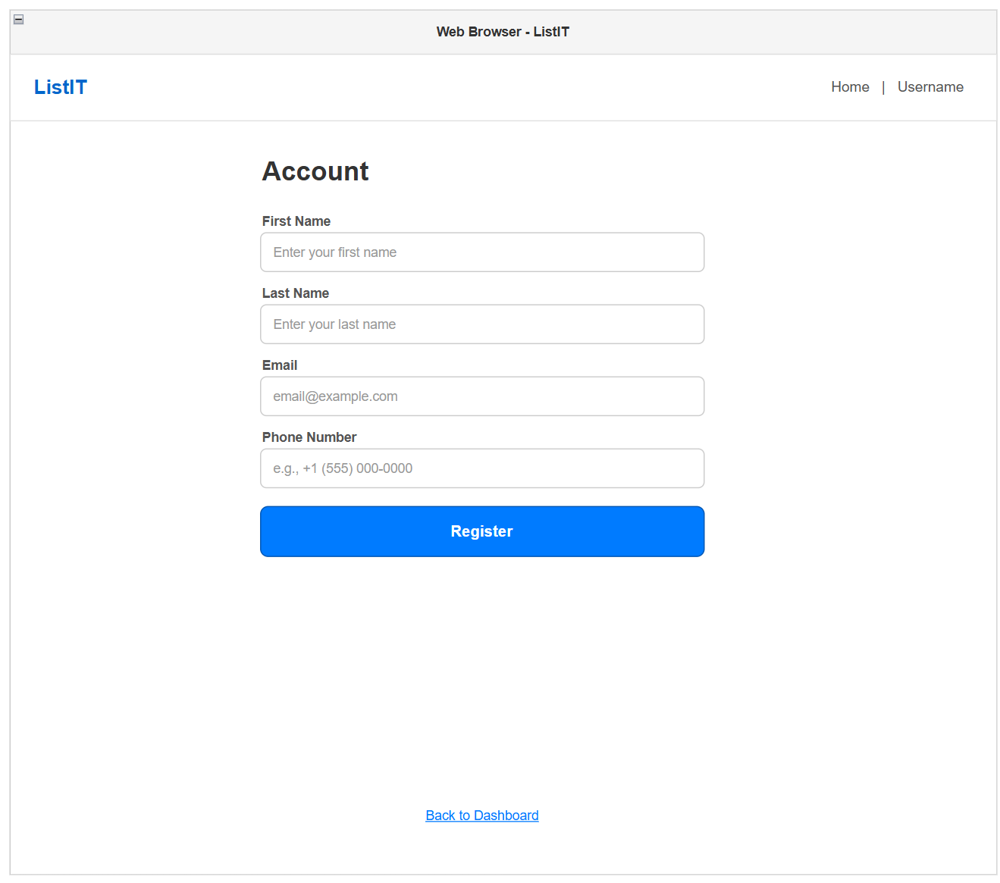 Web Browser - ListIT
ListIT
Home | Username
Account
First Name
Enter your first name
Last Name
Enter your last name
Email
email@example.com
Phone Number
e.g., +1 (555) 000-0000
Register
Back to Dashboard